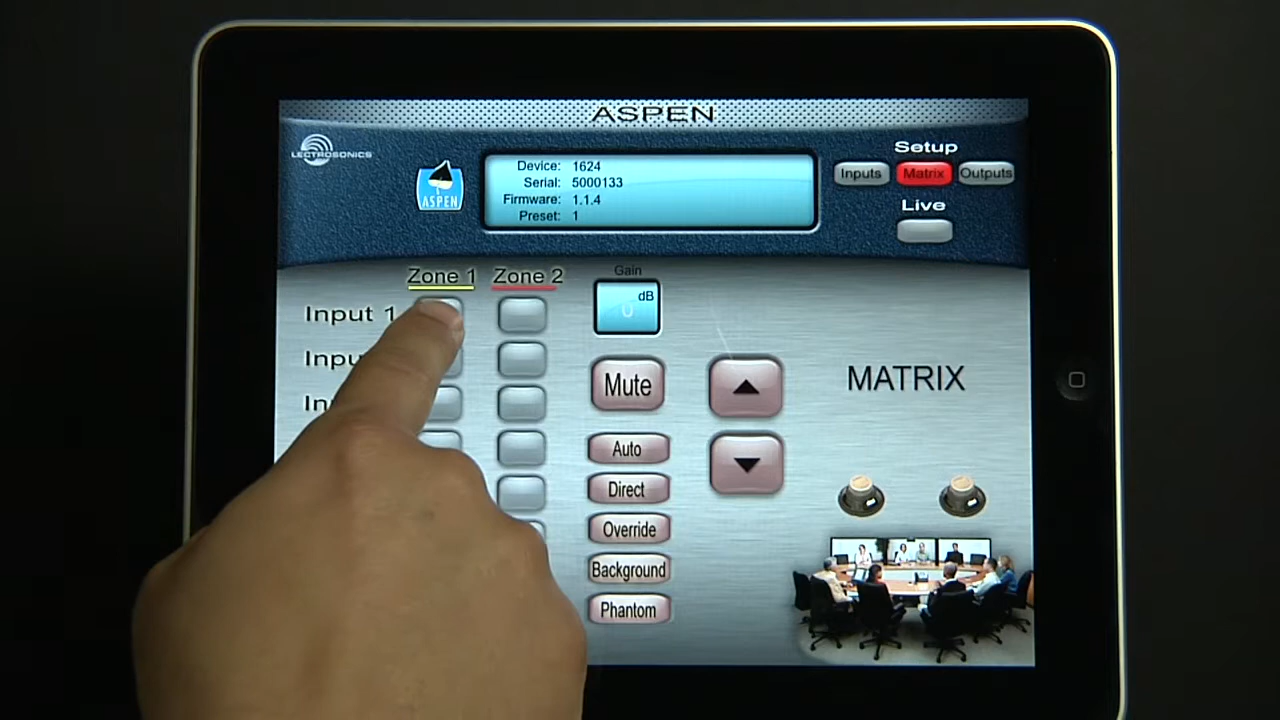 ASPEN
LECTROSONICS
ASPEN
Device: 1624
Serial: 5000133
Firmware: 1.1.4
Preset: 1
Setup
Inputs Matrix Outputs
Live
Zone 1 Zone 2
Gain
dB
0
Input 1
Mute
MATRIX
Auto
Direct
Override
Background
Phantom